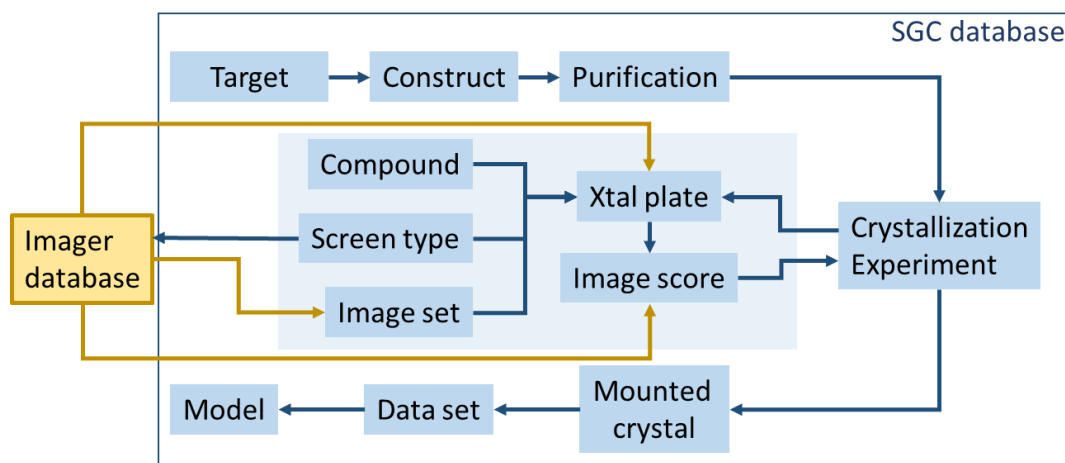 SGC database
Target
Construct
Purification
Compound
Xtal plate
Imager
database
Screen type
Crystallization
Experiment
Image score
Image set
Model
Data set
Mounted
crystal